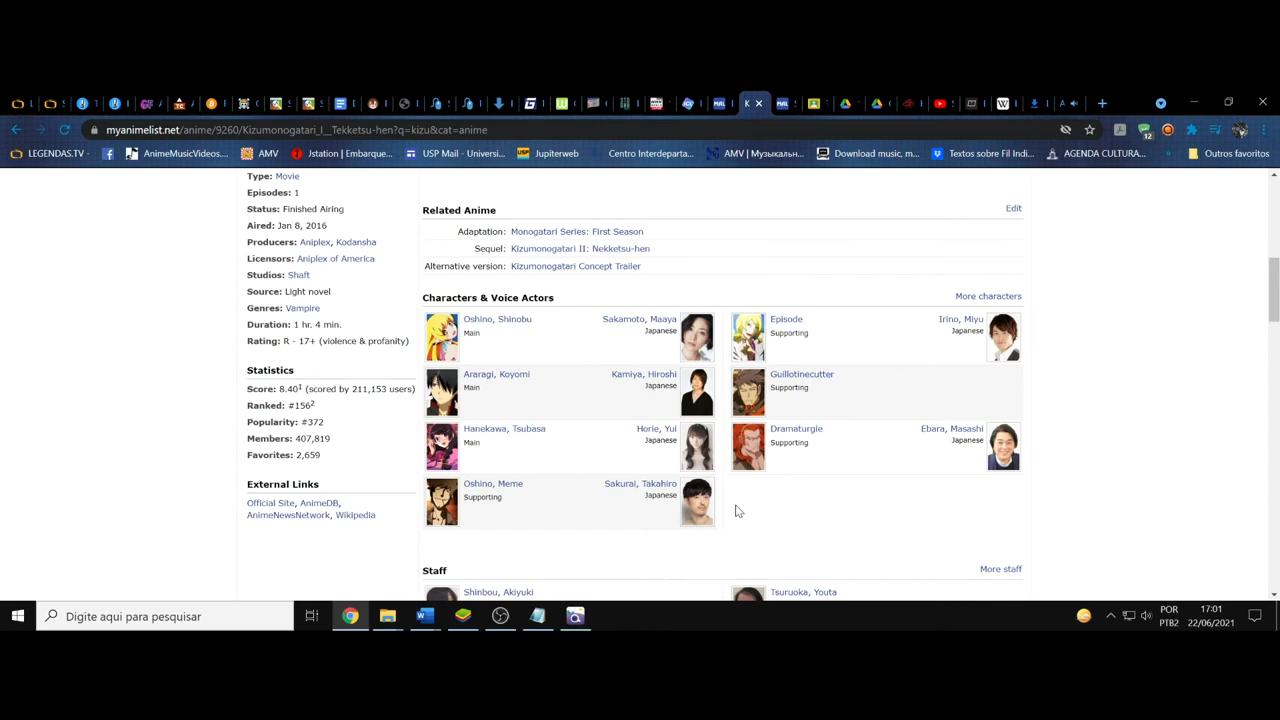 K
myanimelist.net/anime/9260/Kizumonogatari_I__Tekketsu-hen?q=kizu&cat=anime
12
LEGENDAS.TV -
AnimeMusicVideos...
AMV
Jstation | Embarque...
USP Mail - Universi...
Jupiterweb
Centro Interdeparta...
AMV | Музыкальн...
Download music, m...
Textos sobre Fil Indi...
AGENDA CULTURA...
Outros favoritos
Type: Movie
Episodes: 1
Status: Finished Airing
Aired: Jan 8, 2016
Producers: Aniplex, Kodansha
Licensors: Aniplex of America
Studios: Shaft
Source: Light novel
Genres: Vampire
Duration: 1 hr. 4 min.
Rating: R - 17+ (violence & profanity)
Statistics
Score: 8.40¹ (scored by 211,153 users)
Ranked: #156²
Popularity: #372
Members: 407,819
Favorites: 2,659
External Links
Official Site, AnimeDB,
AnimeNewsNetwork, Wikipedia
Related Anime
Edit
Adaptation: Monogatari Series: First Season
Sequel: Kizumonogatari II: Nekketsu-hen
Alternative version: Kizumonogatari Concept Trailer
Characters & Voice Actors
More characters
Oshino, Shinobu
Main
Sakamoto, Maaya
Japanese
Episode
Supporting
Irino, Miyu
Japanese
Araragi, Koyomi
Main
Kamiya, Hiroshi
Japanese
Guillotinecutter
Supporting
Hanekawa, Tsubasa
Main
Horie, Yui
Japanese
Dramaturgie
Supporting
Ebara, Masashi
Japanese
Oshino, Meme
Supporting
Sakurai, Takahiro
Japanese
Staff
More staff
Shinbou, Akiyuki
Tsuruoka, Youta
Digite aqui para pesquisar
POR
PTB2
17:01
22/06/2021